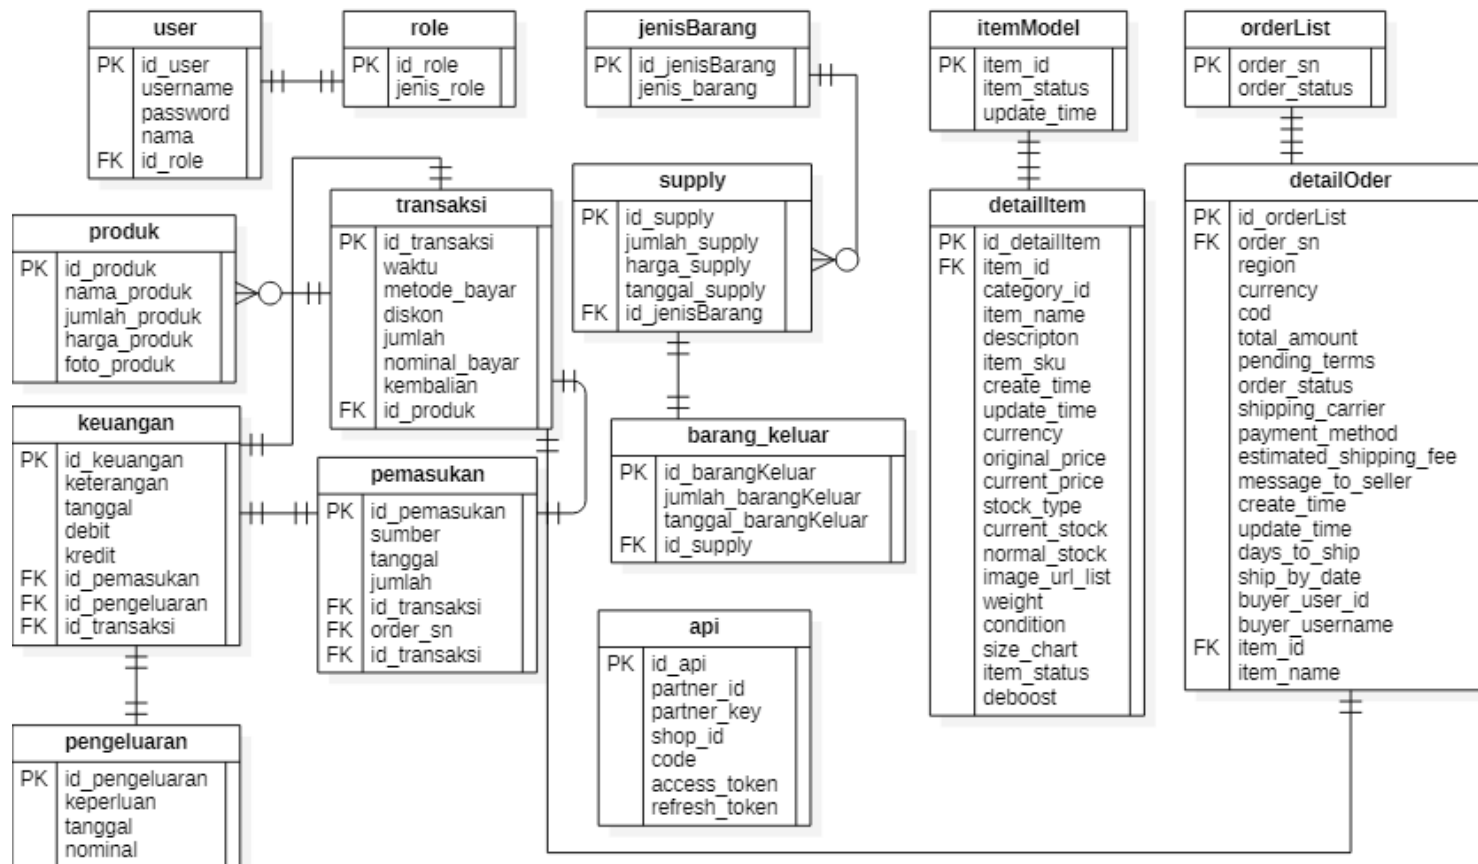 user
PK id_user
username
password
nama
FK id_role
role
PK id_role
jenis_role
jenisBarang
PK id_jenisBarang
jenis_barang
itemModel
PK item_id
item_status
update_time
orderList
PK order_sn
order_status
produk
PK id_produk
nama_produk
jumlah_produk
harga_produk
foto_produk
transaksi
PK id_transaksi
waktu
metode_bayar
diskon
jumlah
nominal_bayar
kembalian
FK id_produk
supply
PK id_supply
jumlah_supply
harga_supply
tanggal_supply
FK id_jenisBarang
detailItem
PK id_detailItem
FK item_id
category_id
item_name
descripton
item_sku
create_time
update_time
currency
original_price
current_price
stock_type
current_stock
normal_stock
image_url_list
weight
condition
size_chart
item_status
deboost
detailOder
PK id_orderList
FK order_sn
region
currency
cod
total_amount
pending_terms
order_status
shipping_carrier
payment_method
estimated_shipping_fee
message_to_seller
create_time
update_time
days_to_ship
ship_by_date
buyer_user_id
buyer_username
FK item_id
item_name
keuangan
PK id_keuangan
keterangan
tanggal
debit
kredit
FK id_pemasukan
FK id_pengeluaran
FK id_transaksi
pemasukan
PK id_pemasukan
sumber
tanggal
jumlah
FK id_transaksi
FK order_sn
FK id_transaksi
barang_keluar
PK id_barangKeluar
jumlah_barangKeluar
tanggal_barangKeluar
FK id_supply
api
PK id_api
partner_id
partner_key
shop_id
code
access_token
refresh_token
pengeluaran
PK id_pengeluaran
keperluan
tanggal
nominal